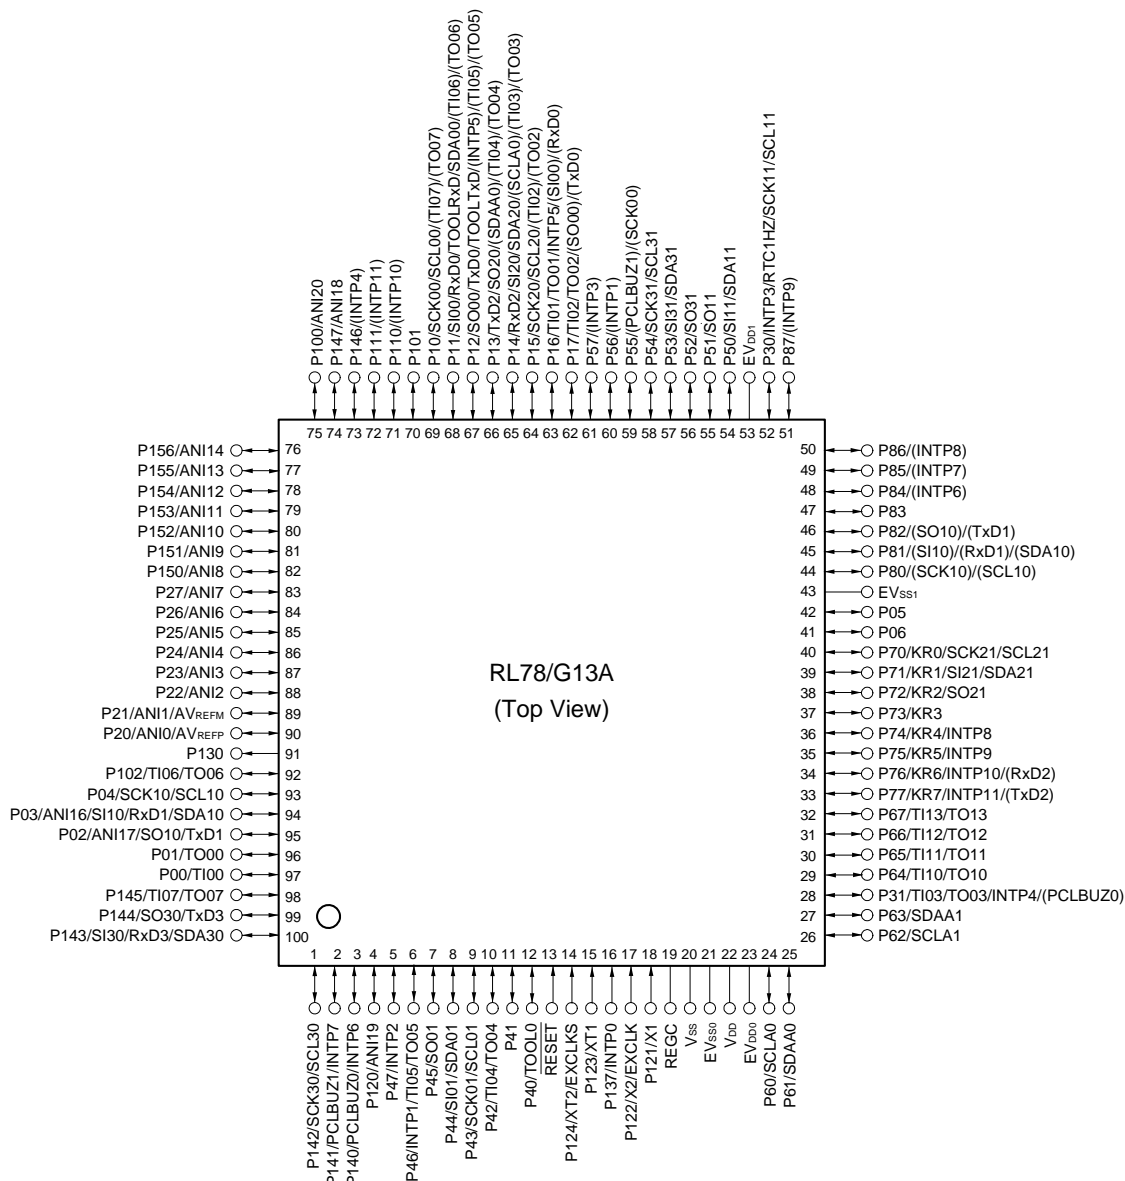 P100/ANI20
P147/ANI18
P146/(INTP4)
P111/(INTP11)
P110/(INTP10)
P101
P10/SCK00/SCL00/(TI07)/(TO07)
P11/SI00/RxD0/TOOLRxD/SDA00/(TI06)/(TO06)
P12/SO00/TxD0/TOOLTxD/(INTP5)/(TI05)/(TO05)
P13/TxD2/SO20/(SDAA0)/(TI04)/(TO04)
P14/RxD2/SI20/SDA20/(SCLA0)/(TI03)/(TO03)
P15/SCK20/SCL20/(TI02)/(TO02)
P16/TI01/TO01/INTP5/(SI00)/(RxD0)
P17/TI02/TO02/(SO00)/(TxD0)
P57/(INTP3)
P56/(INTP1)
P55/(PCLBUZ1)/(SCK00)
P54/SCK31/SCL31
P53/SI31/SDA31
P52/SO31
P51/SO11
P50/SI11/SDA11
EVDD1
P30/INTP3/RTC1HZ/SCK11/SCL11
P87/(INTP9)
75 74 73 72 71 70 69 68 67 66 65 64 63 62 61 60 59 58 57 56 55 54 53 52 51
P156/ANI14 76
P155/ANI13 77
P154/ANI12 78
P153/ANI11 79
P152/ANI10 80
P151/ANI9 81
P150/ANI8 82
P27/ANI7 83
P26/ANI6 84
P25/ANI5 85
P24/ANI4 86
P23/ANI3 87
P22/ANI2 88
P21/ANI1/AVREFM 89
P20/ANI0/AVREFP 90
P130 91
P102/TI06/TO06 92
P04/SCK10/SCL10 93
P03/ANI16/SI10/RxD1/SDA10 94
P02/ANI17/SO10/TxD1 95
P01/TO00 96
P00/TI00 97
P145/TI07/TO07 98
P144/SO30/TxD3 99
P143/SI30/RxD3/SDA30 100
RL78/G13A
(Top View)
50 P86/(INTP8)
49 P85/(INTP7)
48 P84/(INTP6)
47 P83
46 P82/(SO10)/(TxD1)
45 P81/(SI10)/(RxD1)/(SDA10)
44 P80/(SCK10)/(SCL10)
43 EVSS1
42 P05
41 P06
40 P70/KR0/SCK21/SCL21
39 P71/KR1/SI21/SDA21
38 P72/KR2/SO21
37 P73/KR3
36 P74/KR4/INTP8
35 P75/KR5/INTP9
34 P76/KR6/INTP10/(RxD2)
33 P77/KR7/INTP11/(TxD2)
32 P67/TI13/TO13
31 P66/TI12/TO12
30 P65/TI11/TO11
29 P64/TI10/TO10
28 P31/TI03/TO03/INTP4/(PCLBUZ0)
27 P63/SDAA1
26 P62/SCLA1
1 2 3 4 5 6 7 8 9 10 11 12 13 14 15 16 17 18 19 20 21 22 23 24 25
P142/SCK30/SCL30
P141/PCLBUZ1/INTP7
P140/PCLBUZ0/INTP6
P120/ANI19
P47/INTP2
P46/INTP1/TI05/TO05
P45/SO01
P44/SI01/SDA01
P43/SCK01/SCL01
P42/TI04/TO04
P41
P40/TOOL0
RESET
P124/XT2/EXCLKS
P123/XT1
P137/INTP0
P122/X2/EXCLK
P121/X1
REGC
VSS
EVSS0
VDD
EVDD0
P60/SCLA0
P61/SDAA0